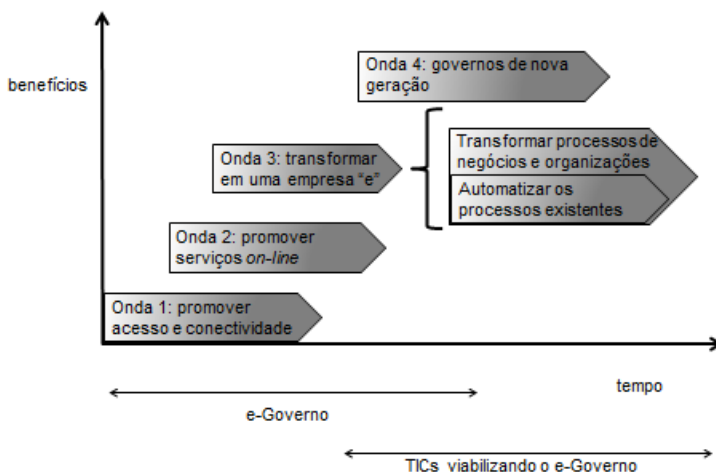 Onda 4: governos de nova
geração
benefícios
Transformar processos de
negócios e organizações
Onda 3: transformar
em uma empresa “e”
Automatizar os
processos existentes
Onda 2: promover
serviços on-line
Onda 1: promover
acesso e conectividade
tempo
e-Governo
TICs viabilizando o e-Governo